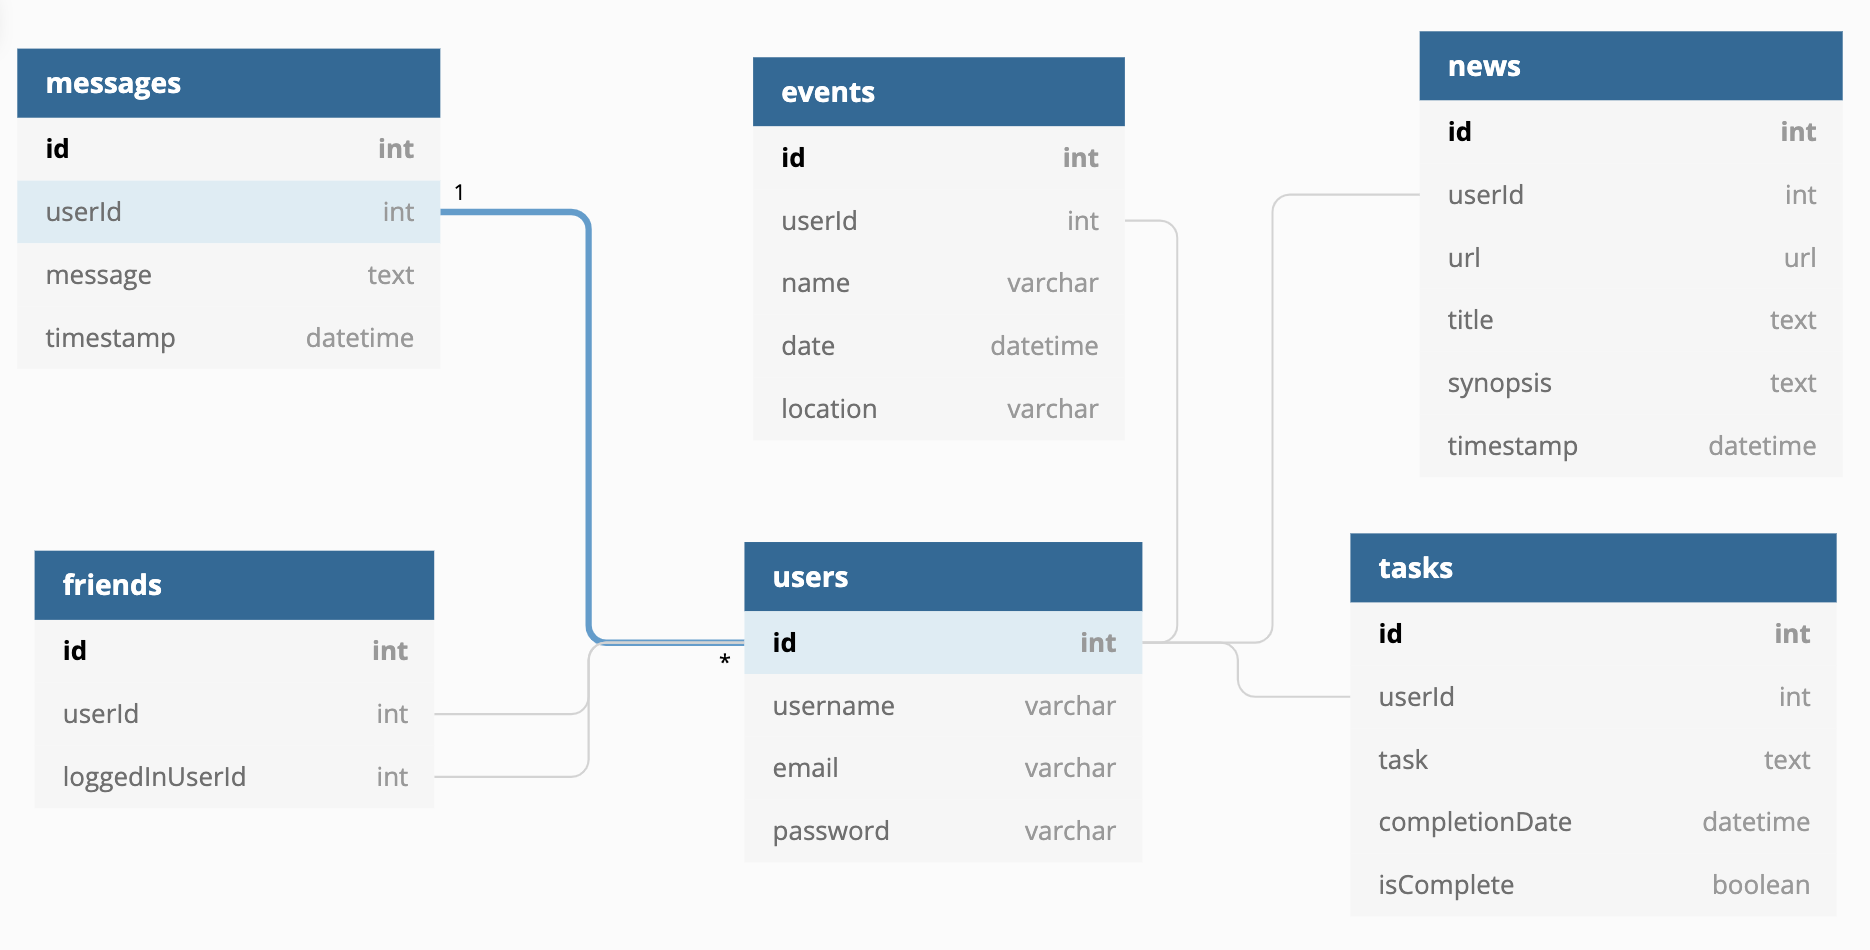 messages
id int
userId int
message text
timestamp datetime
1
events
id int
userId int
name varchar
date datetime
location varchar
news
id int
userId int
url url
title text
synopsis text
timestamp datetime
friends
id int
userId int
loggedInUserId int
*
users
id int
username varchar
email varchar
password varchar
tasks
id int
userId int
task text
completionDate datetime
isComplete boolean